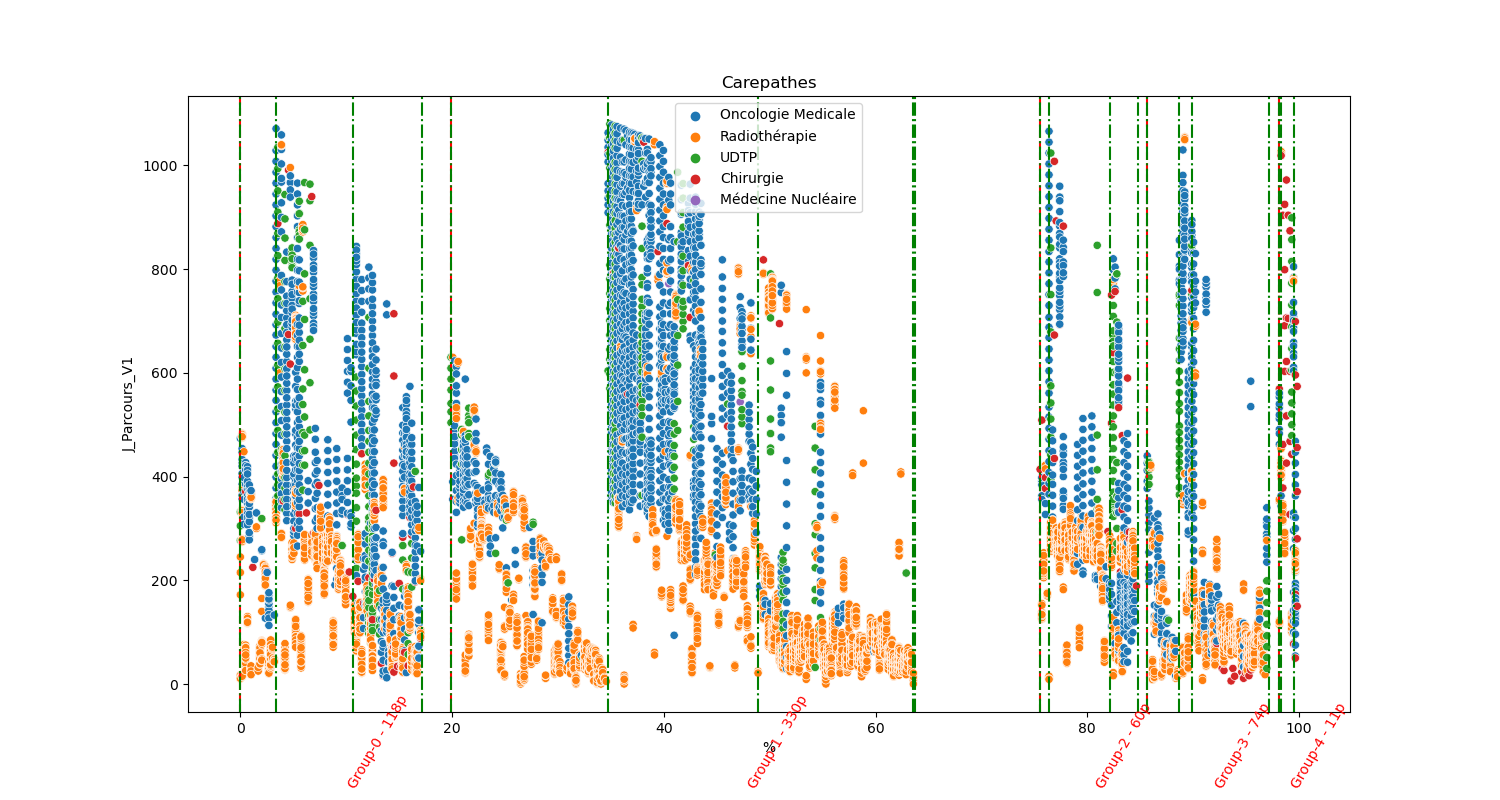 Carepathes
Oncologie Medicale
Radiothérapie
UDTP
Chirurgie
Médecine Nucléaire
J_Parcours_V1
1000
800
600
400
200
0
0 20 40 60 80 100
%
Group-0 - 118p
Group-1 - 330p
Group-2 - 60p
Group-3 - 74p
Group-4 - 11p